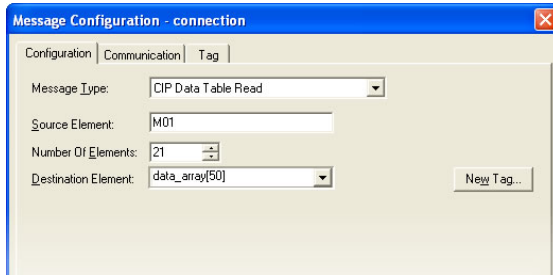 Message Configuration - connection
Configuration Communication Tag
Message Type: CIP Data Table Read
Source Element: M01
Number Of Elements: 21
Destination Element: data_array[50] New Tag...